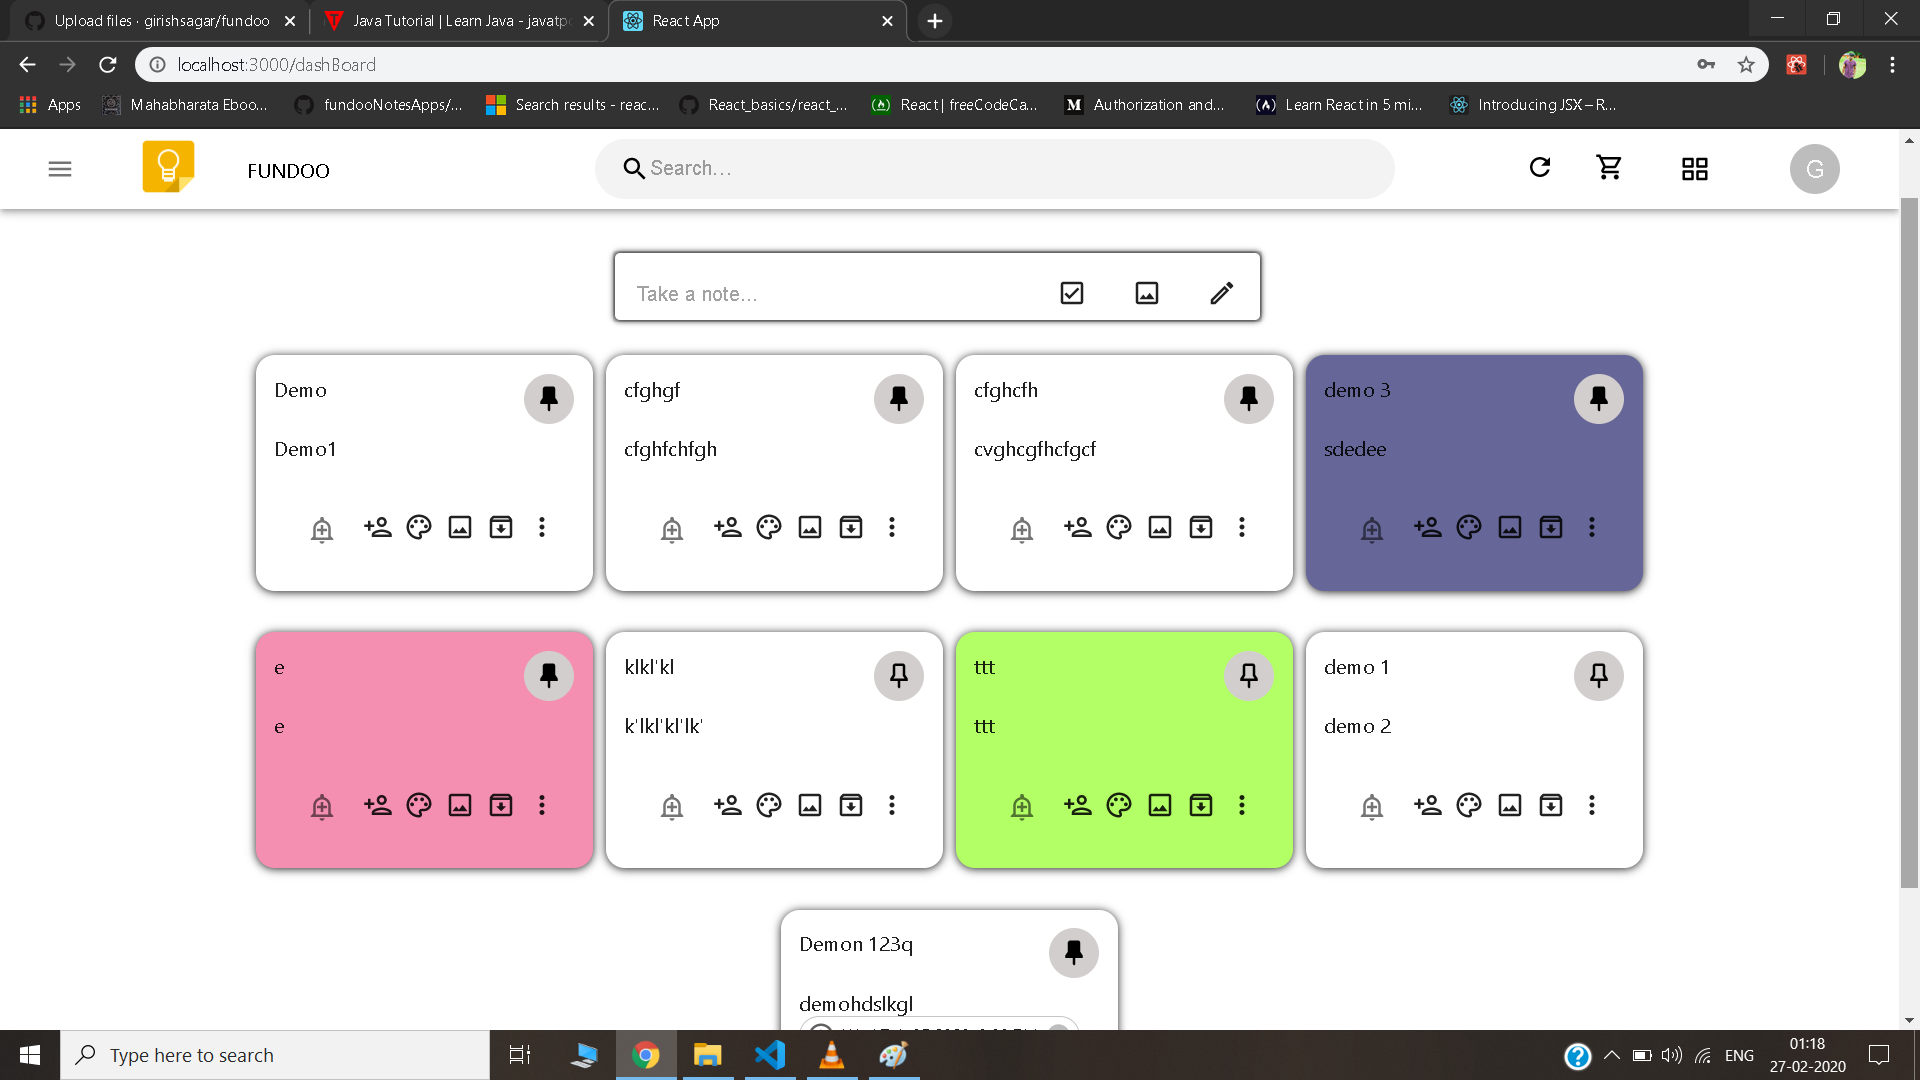 Upload files · girishsagar/fundoo
Java Tutorial | Learn Java - javatp
React App
localhost:3000/dashBoard
Apps
Mahabharata Eboo...
fundooNotesApps/...
Search results - reac...
React_basics/react_...
React | freeCodeCa...
Authorization and...
Learn React in 5 mi...
Introducing JSX – R...
FUNDOO
Search...
G
Take a note...
Demo
Demo1
cfghgf
cfghfchfgh
cfghcfh
cvghcgfhcfgcf
demo 3
sdedee
e
e
klkl'kl
k'lkl'kl'lk'
ttt
ttt
demo 1
demo 2
Demon 123q
demohdslkgl
Type here to search
ENG
01:18
27-02-2020